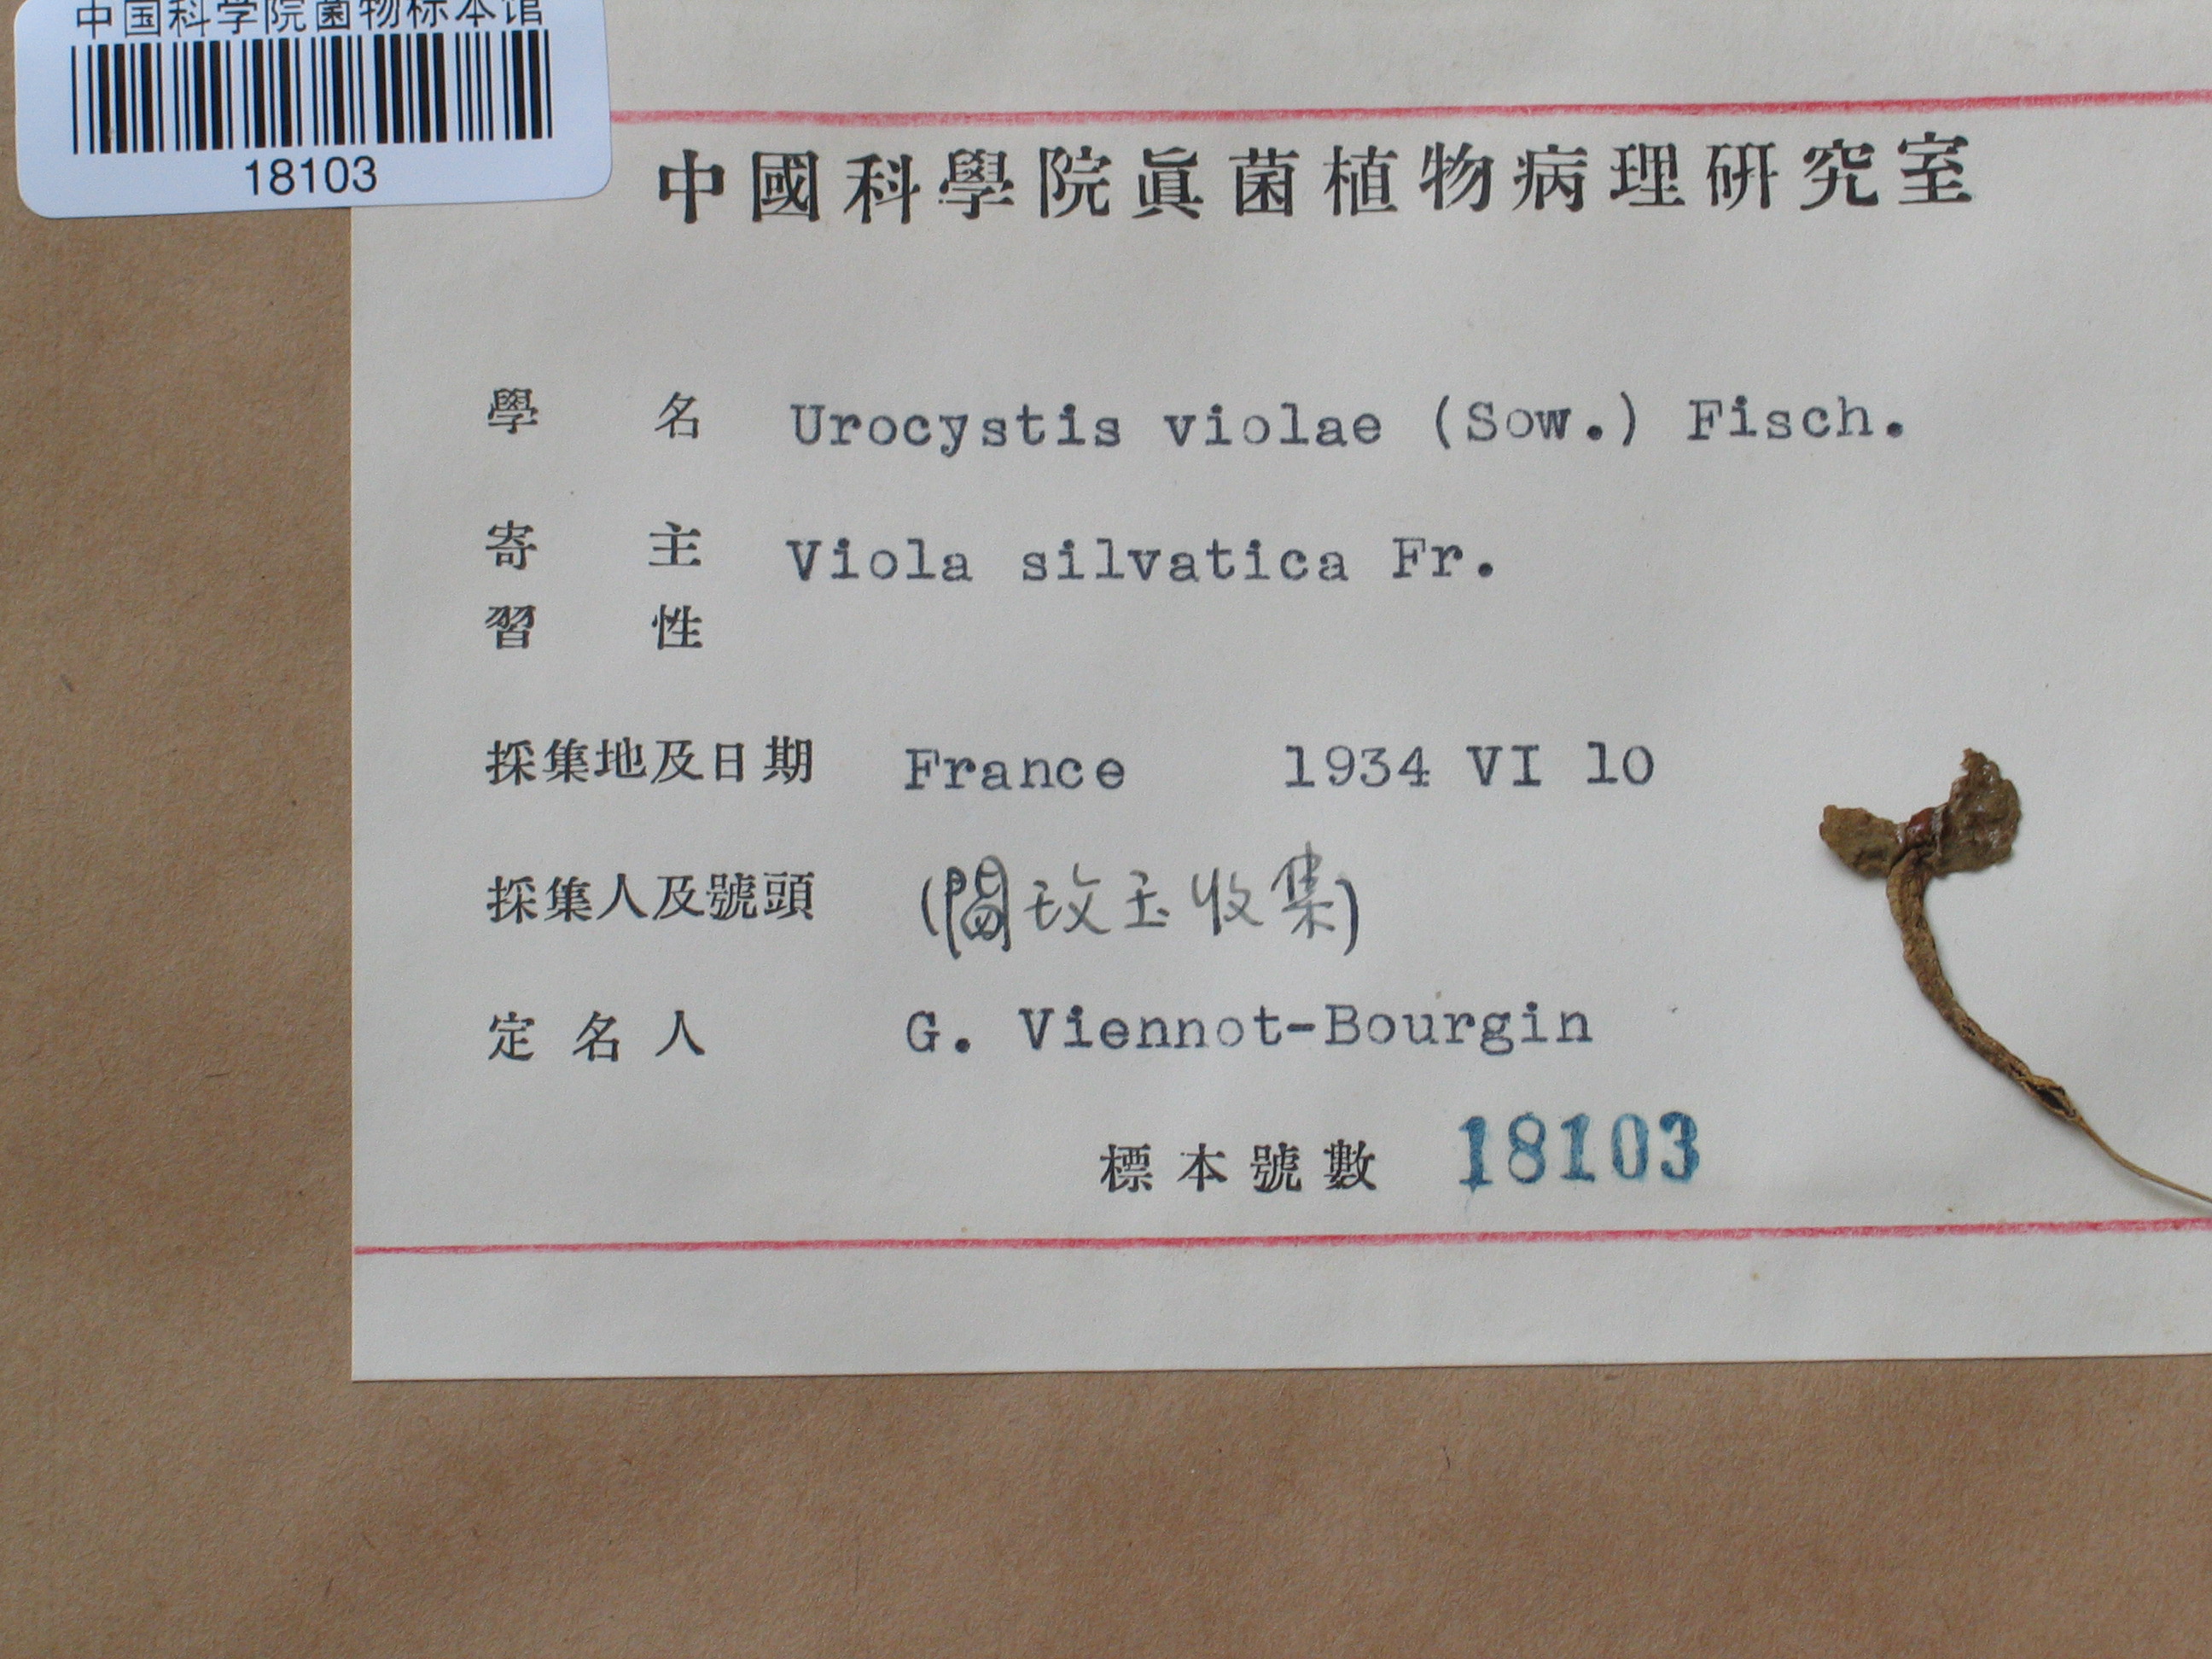 中国科学院菌物标本馆
18103
中國科學院眞菌植物病理研究室
學名 Urocystis violae (Sow.) Fisch.
寄主 Viola silvatica Fr.
習性
採集地及日期 France 1934 VI 10
採集人及號頭 (閻玟玉收集)
定名人 G. Viennot-Bourgin
標本號數 18103